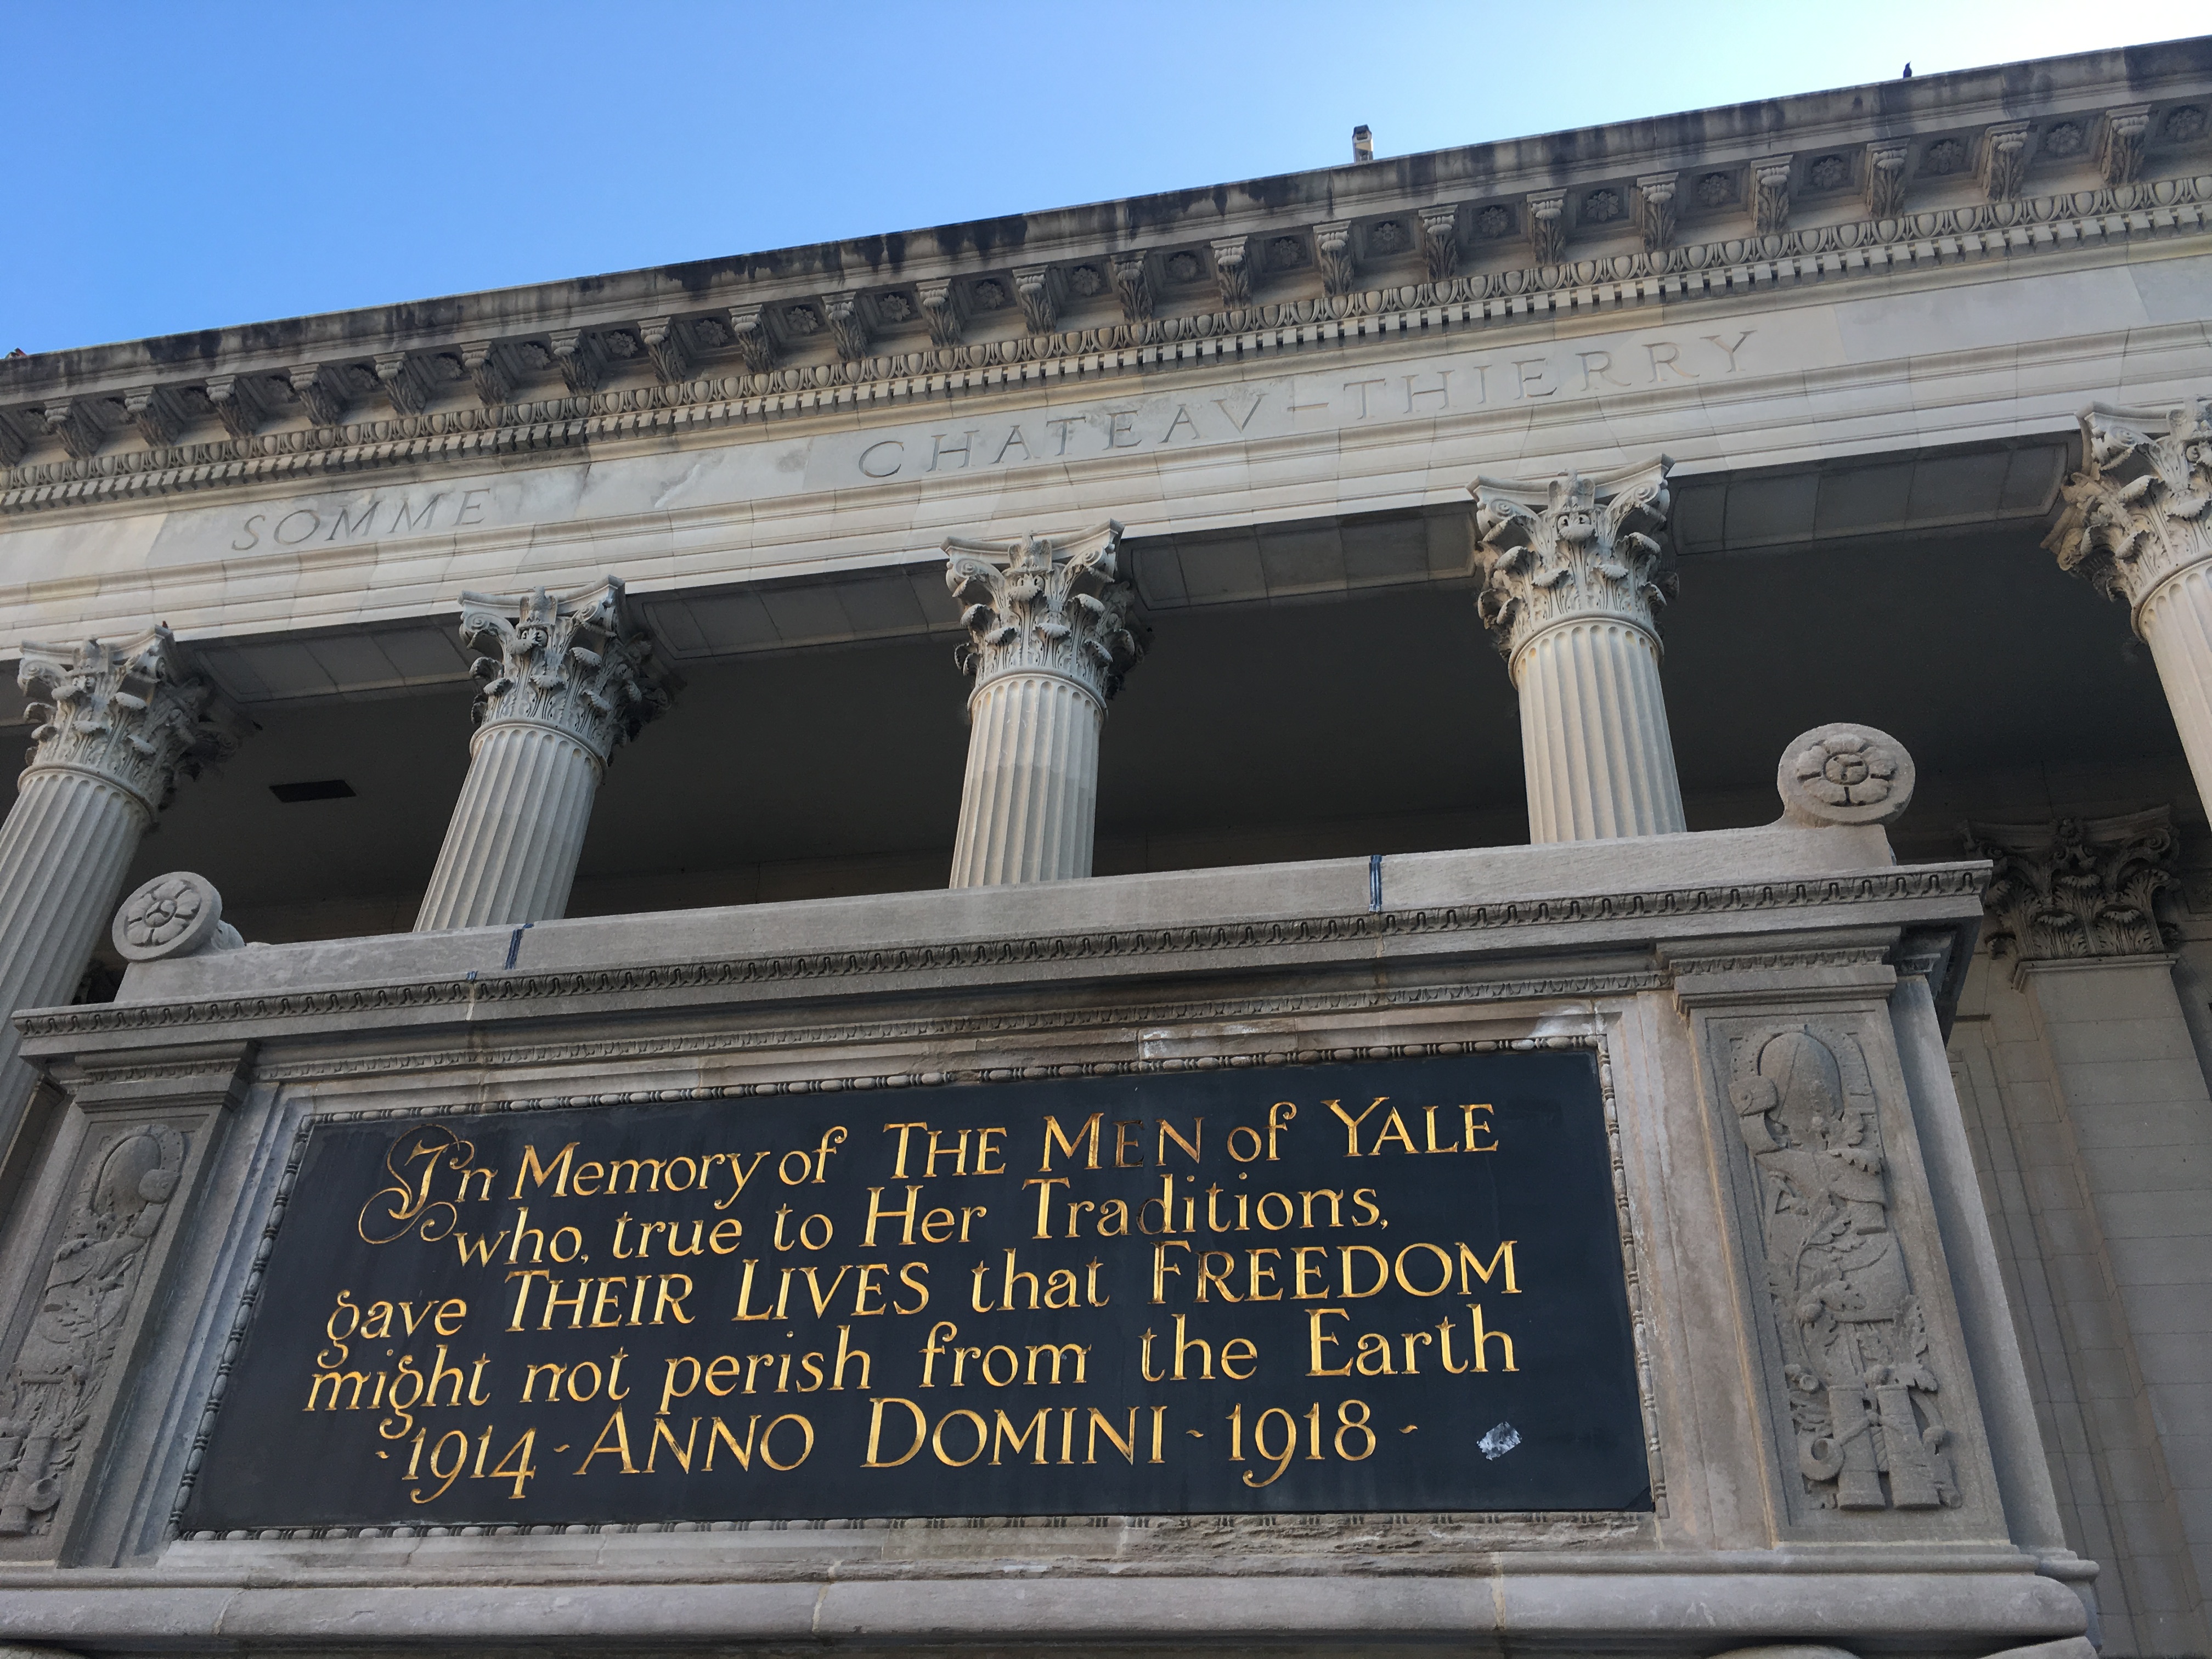 SOMME CHATEAV-THIERRY
In Memory of THE MEN of YALE
who, true to Her Traditions,
gave THEIR LIVES that FREEDOM
might not perish from the Earth
~1914~ANNO DOMINI~1918~